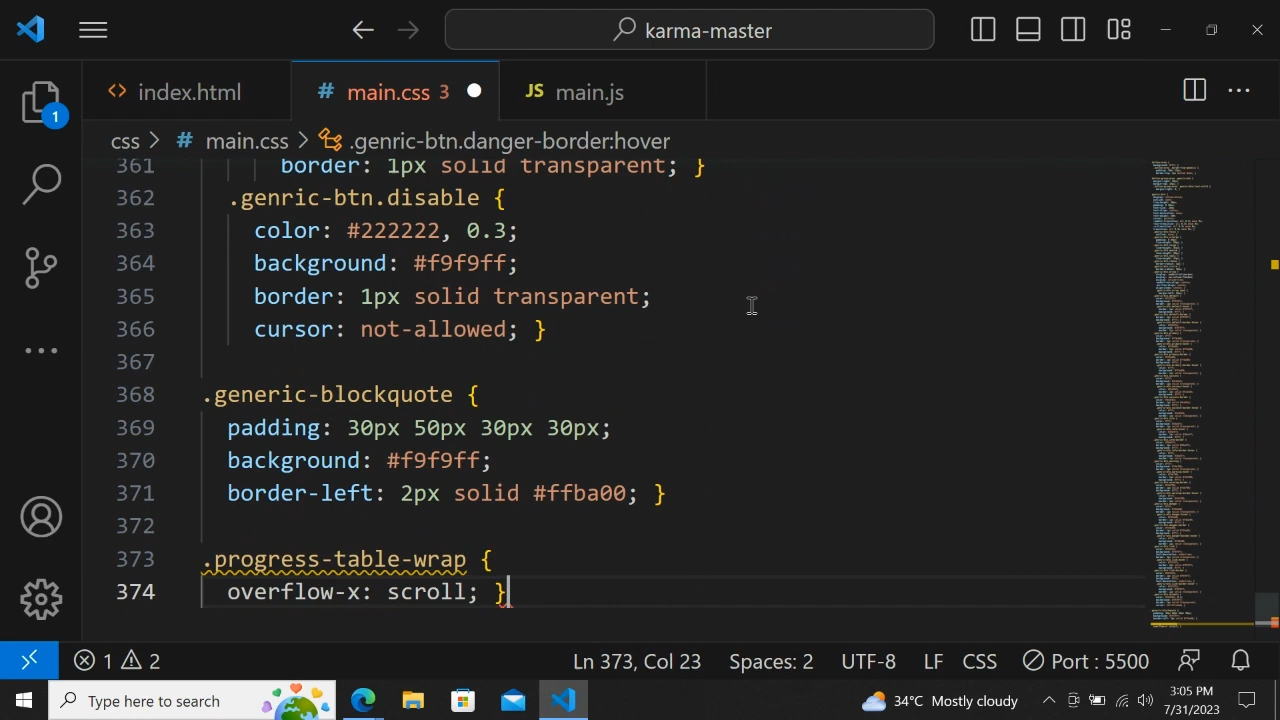 karma-master
index.html
main.css 3
JS main.js
css > # main.css > .genric-btn.danger-border:hover
361 border: 1px solid transparent; }
362 .genric-btn.disable {
363 color: #222222, .3;
364 background: #f9f9ff;
365 border: 1px solid transparent;
366 cursor: not-allowed; }
367
368 .generic-blockquote
369 padding: 30px 50px 30px 30px;
370 background: #f9f9ff;
371 border-left: 2px solid #ffba00; }
372
373 .progress-table-wrap {
374 overflow-x: scroll; }
1
1 2
Ln 373, Col 23
Spaces: 2
UTF-8
LF
CSS
Port : 5500
Type here to search
34°C Mostly cloudy
3:05 PM
7/31/2023